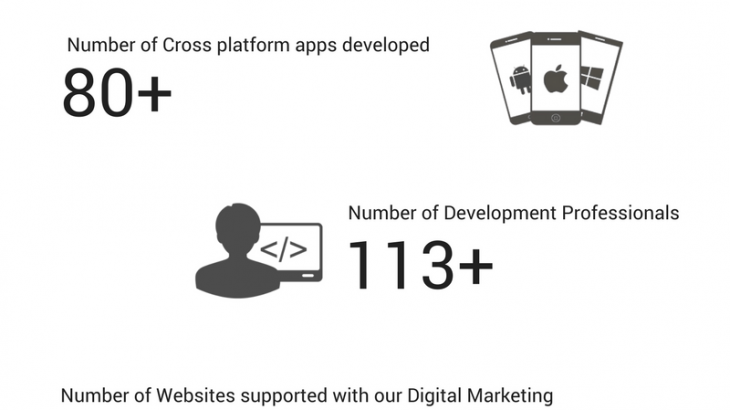 Number of Cross platform apps developed
80+
Number of Development Professionals
</>
113+
Number of Websites supported with our Digital Marketing